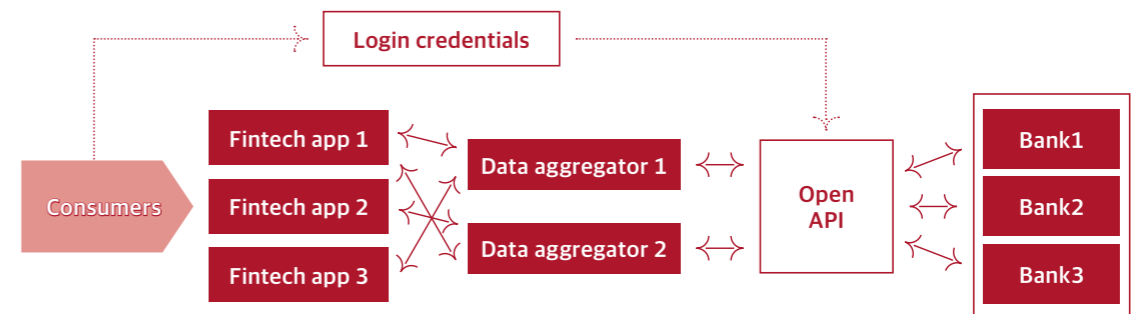 Login credentials
Consumers
Fintech app 1
Fintech app 2
Fintech app 3
Data aggregator 1
Data aggregator 2
Open
API
Bank1
Bank2
Bank3